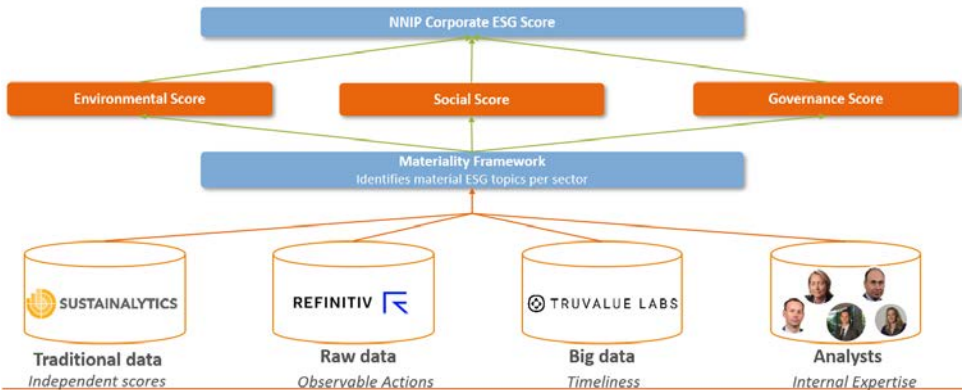 NNIP Corporate ESG Score
Environmental Score
Social Score
Governance Score
Materiality Framework
Identifies material ESG topics per sector
SUSTAINALYTICS
REFINITIV
TRUVALUE LABS
Traditional data
Raw data
Big data
Analysts
Independent scores
Observable Actions
Timeliness
Internal Expertise